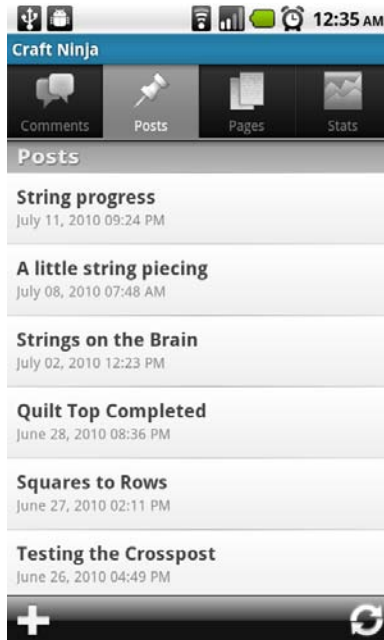 12:35 AM
Craft Ninja
Comments Posts Pages Stats
Posts
String progress
July 11, 2010 09:24 PM
A little string piecing
July 08, 2010 07:48 AM
Strings on the Brain
July 02, 2010 12:23 PM
Quilt Top Completed
June 28, 2010 08:36 PM
Squares to Rows
June 27, 2010 02:11 PM
Testing the Crosspost
June 26, 2010 04:49 PM